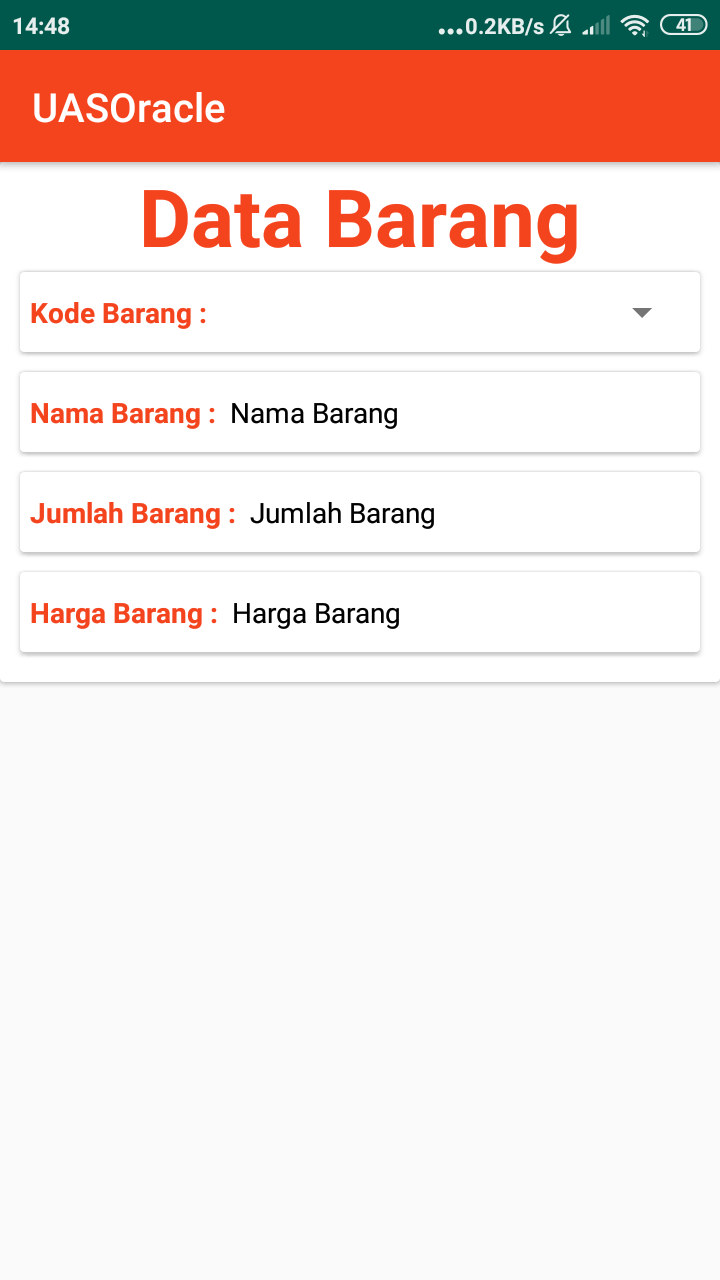 14:48 ...0.2KB/s 41
UASOracle
Data Barang
Kode Barang :
Nama Barang : Nama Barang
Jumlah Barang : Jumlah Barang
Harga Barang : Harga Barang